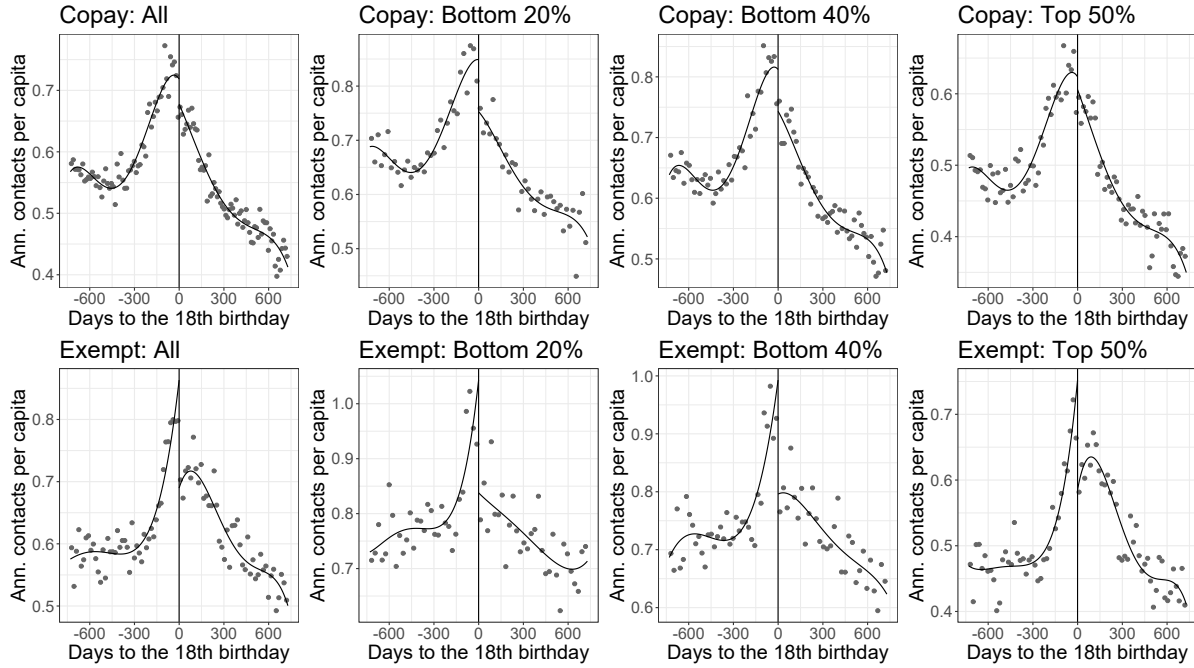 Copay: All
Copay: Bottom 20%
Copay: Bottom 40%
Copay: Top 50%
Ann. contacts per capita
0.7
0.6
0.5
0.4
-600 -300 0 300 600
Days to the 18th birthday
Ann. contacts per capita
0.8
0.7
0.6
0.5
-600 -300 0 300 600
Days to the 18th birthday
Ann. contacts per capita
0.8
0.7
0.6
0.5
-600 -300 0 300 600
Days to the 18th birthday
Ann. contacts per capita
0.6
0.5
0.4
-600 -300 0 300 600
Days to the 18th birthday
Exempt: All
Exempt: Bottom 20%
Exempt: Bottom 40%
Exempt: Top 50%
Ann. contacts per capita
0.8
0.7
0.6
0.5
-600 -300 0 300 600
Days to the 18th birthday
Ann. contacts per capita
1.0
0.9
0.8
0.7
-600 -300 0 300 600
Days to the 18th birthday
Ann. contacts per capita
1.0
0.9
0.8
0.7
0.6
-600 -300 0 300 600
Days to the 18th birthday
Ann. contacts per capita
0.7
0.6
0.5
0.4
-600 -300 0 300 600
Days to the 18th birthday